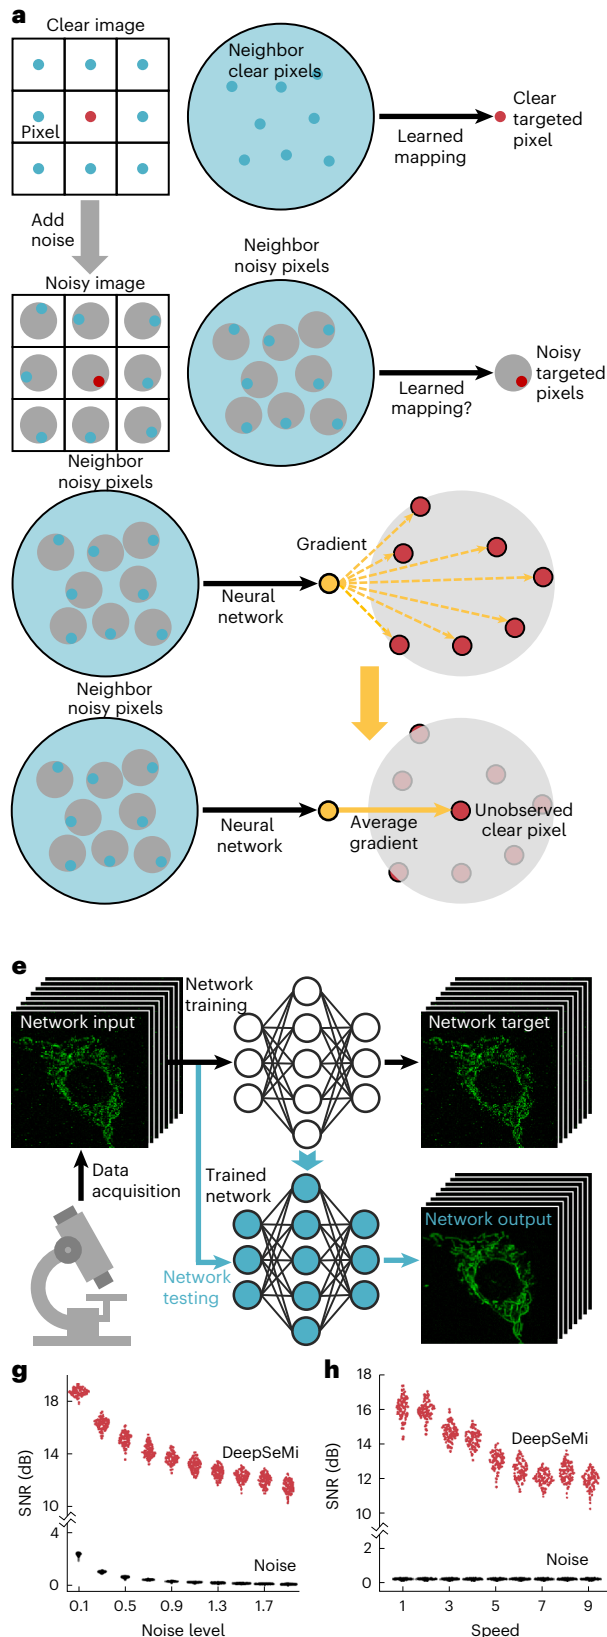 a
Clear image
Pixel
Neighbor
clear pixels
Learned
mapping
Clear
targeted
pixel
Add
noise
Noisy image
Neighbor
noisy pixels
Learned
mapping?
Noisy
targeted
pixels
Neighbor
noisy pixels
Neural
network
Gradient
Neighbor
noisy pixels
Neural
network
Average
gradient
Unobserved
clear pixel
e
Network input
Network
training
Network target
Data
acquisition
Trained
network
Network
testing
Network output
g
SNR (dB)
18
14
10
4
0
DeepSeMi
Noise
0.1 0.5 0.9 1.3 1.7
Noise level
h
SNR (dB)
18
16
14
12
10
2
0
DeepSeMi
Noise
1 3 5 7 9
Speed